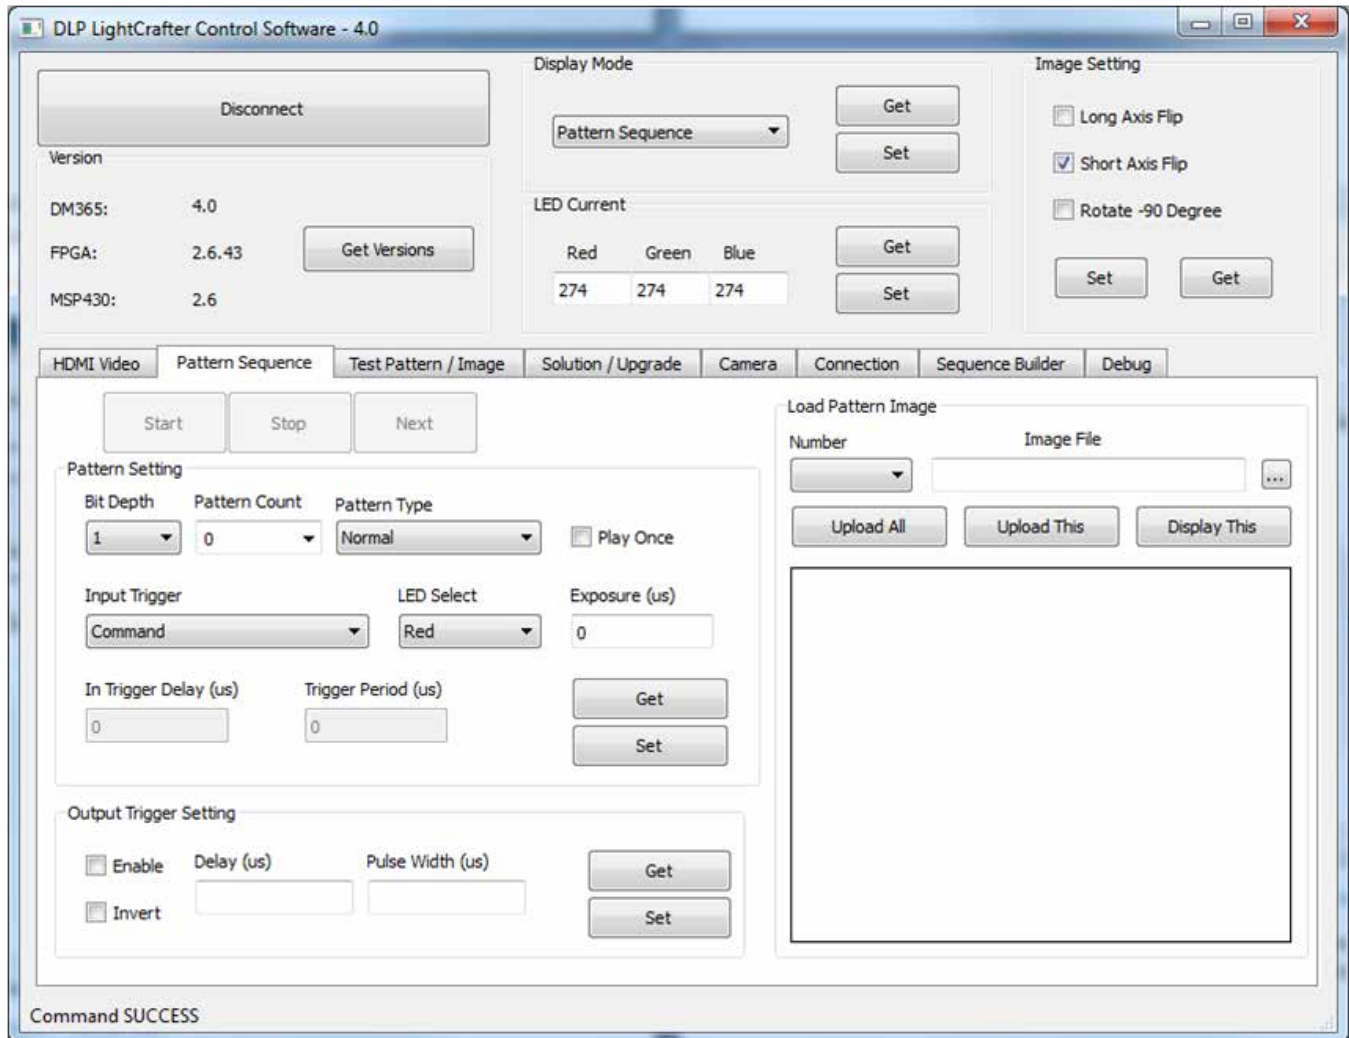 DLP LightCrafter Control Software - 4.0
Disconnect
Version
DM365: 4.0
FPGA: 2.6.43
Get Versions
MSP430: 2.6
Display Mode
Pattern Sequence
Get
Set
LED Current
Red Green Blue
274 274 274
Get
Set
Image Setting
Long Axis Flip
Short Axis Flip
Rotate -90 Degree
Set Get
HDMI Video Pattern Sequence Test Pattern / Image Solution / Upgrade Camera Connection Sequence Builder Debug
Start Stop Next
Pattern Setting
Bit Depth Pattern Count Pattern Type
1 0 Normal Play Once
Input Trigger LED Select Exposure (us)
Command Red 0
In Trigger Delay (us) Trigger Period (us)
0 0
Get
Set
Output Trigger Setting
Enable Delay (us) Pulse Width (us)
Invert
Get
Set
Load Pattern Image
Number Image File
...
Upload All Upload This Display This
Command SUCCESS